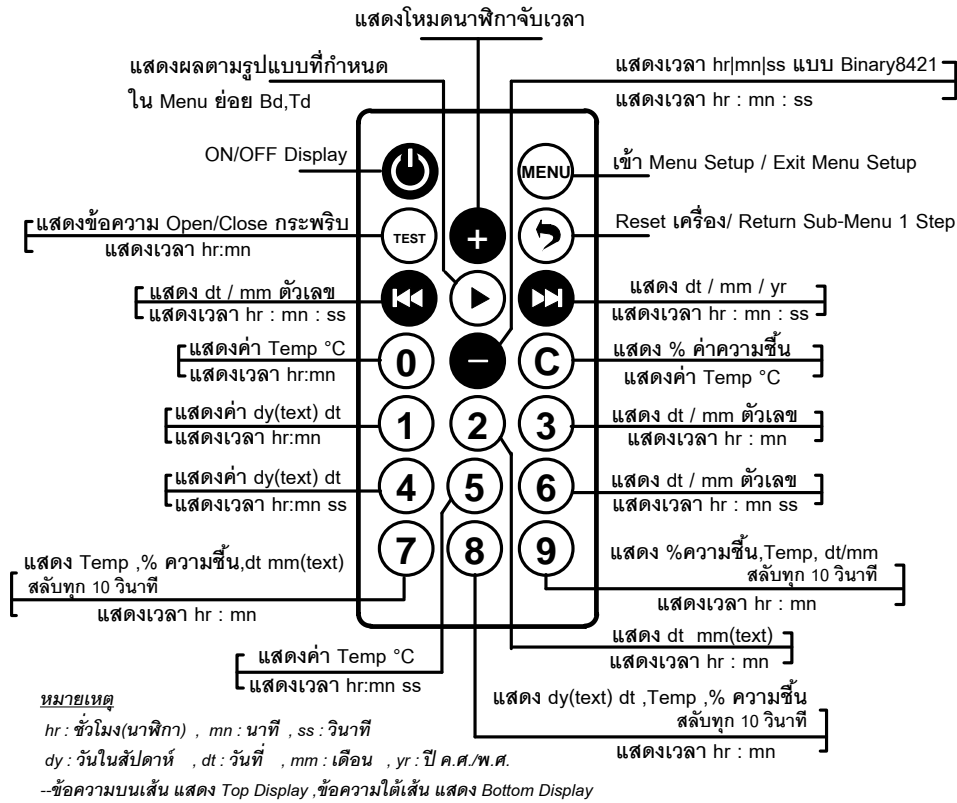 แสดงโหมดนาฬิกาจับเวลา
แสดงผลตามรูปแบบที่กำหนด
ใน Menu ย่อย Bd,Td
แสดงเวลา hr|mn|ss แบบ Binary8421
แสดงเวลา hr : mn : ss
ON/OFF Display
MENU
เข้า Menu Setup / Exit Menu Setup
แสดงข้อความ Open/Close กระพริบ
แสดงเวลา hr:mn
TEST
+
Reset เครื่อง/ Return Sub-Menu 1 Step
แสดง dt / mm ตัวเลข
แสดงเวลา hr : mn : ss
แสดง dt / mm / yr
แสดงเวลา hr : mn : ss
แสดงค่า Temp °C
แสดงเวลา hr:mn
0
–
C
แสดง % ค่าความชื้น
แสดงค่า Temp °C
แสดงค่า dy(text) dt
แสดงเวลา hr:mn
1
2
3
แสดง dt / mm ตัวเลข
แสดงเวลา hr : mn
แสดงค่า dy(text) dt
แสดงเวลา hr:mn ss
4
5
6
แสดง dt / mm ตัวเลข
แสดงเวลา hr : mn ss
แสดง Temp ,% ความชื้น,dt mm(text)
สลับทุก 10 วินาที
แสดงเวลา hr : mn
7
8
9
แสดง %ความชื้น,Temp, dt/mm
สลับทุก 10 วินาที
แสดงเวลา hr : mn
แสดง dt mm(text)
แสดงเวลา hr : mn
แสดงค่า Temp °C
แสดงเวลา hr:mn ss
แสดง dy(text) dt ,Temp ,% ความชื้น
สลับทุก 10 วินาที
แสดงเวลา hr : mn
หมายเหตุ
hr : ชั่วโมง(นาฬิกา) , mn : นาที , ss : วินาที
dy : วันในสัปดาห์ , dt : วันที่ , mm : เดือน , yr : ปี ค.ศ./พ.ศ.
--ข้อความบนเส้น แสดง Top Display ,ข้อความใต้เส้น แสดง Bottom Display